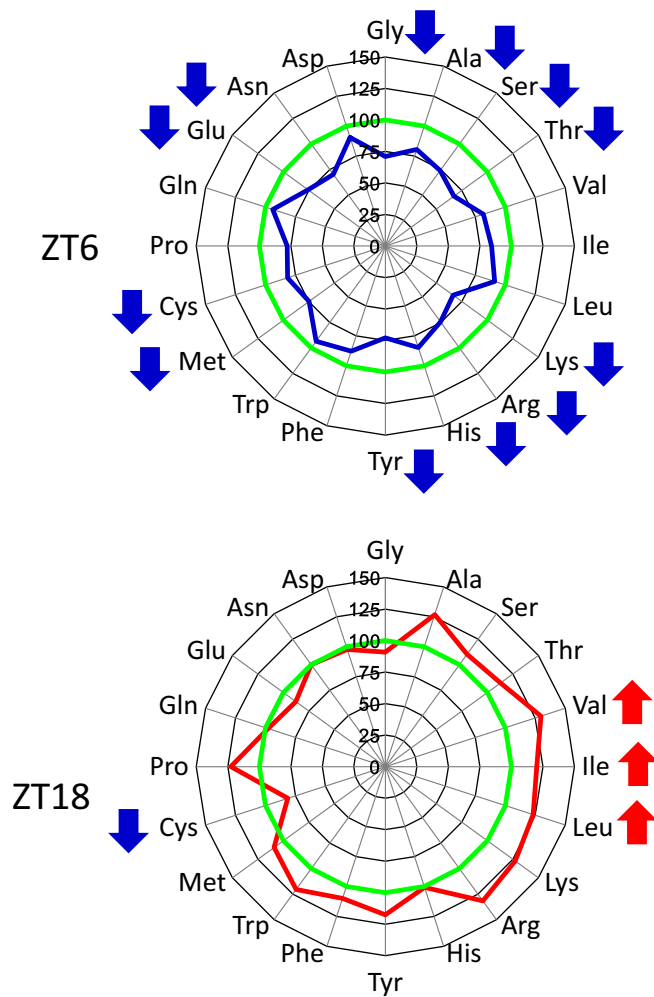 Gly
Asp
Ala
Asn
Ser
Glu
Thr
Gln
Val
ZT6
Pro
Ile
Cys
Leu
Met
Lys
Trp
Arg
Phe
His
Tyr
150
125
100
75
50
25
0
Gly
Asp
Ala
Asn
Ser
Glu
Thr
Gln
Val
ZT18
Pro
Ile
Cys
Leu
Met
Lys
Trp
Arg
Phe
His
Tyr
150
125
100
75
50
25
0